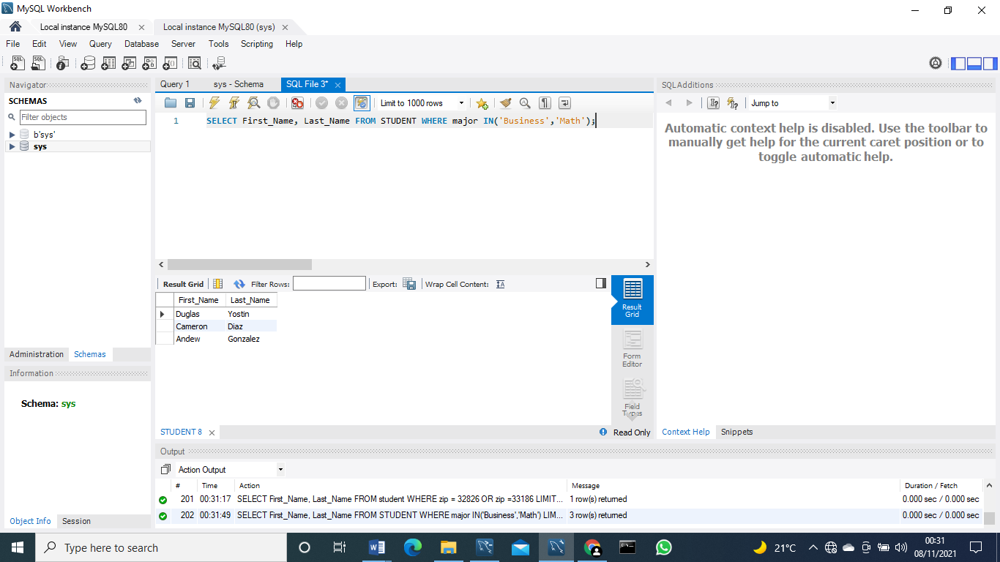 MySQL Workbench
Local instance MySQL80
Local instance MySQL80 (sys)
File Edit View Query Database Server Tools Scripting Help
Navigator
SCHEMAS
Filter objects
b'sys'
sys
Administration Schemas
Information
Schema: sys
Object Info Session
Query 1 sys - Schema SQL File 3*
Limit to 1000 rows
1 SELECT First_Name, Last_Name FROM STUDENT WHERE major IN('Business','Math');
Result Grid Filter Rows: Export: Wrap Cell Content:
First_Name Last_Name
Duglas Yostin
Cameron Diaz
Andew Gonzalez
Result Grid
Form Editor
Field Types
STUDENT 8
Read Only
SQLAdditions
Jump to
Automatic context help is disabled. Use the toolbar to
manually get help for the current caret position or to
toggle automatic help.
Context Help Snippets
Output
Action Output
# Time Action Message Duration / Fetch
201 00:31:17 SELECT First_Name, Last_Name FROM student WHERE zip = 32826 OR zip =33186 LIMIT... 1 row(s) returned 0.000 sec / 0.000 sec
202 00:31:49 SELECT First_Name, Last_Name FROM STUDENT WHERE major IN('Business','Math') LIM... 3 row(s) returned 0.000 sec / 0.000 sec
Type here to search
21°C
00:31
08/11/2021